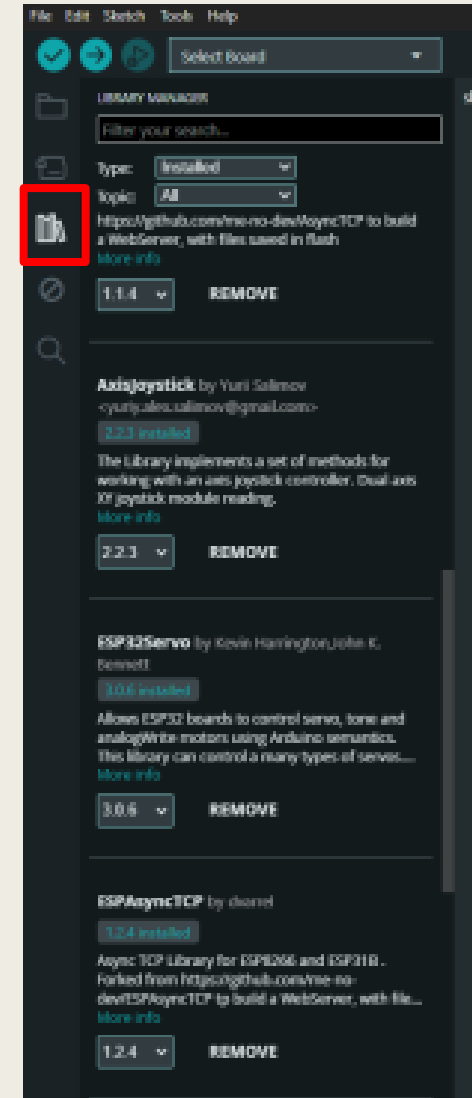 File Edit Sketch Tools Help
Select Board
LIBRARY MANAGER
Filter your search...
Type: Installed
Topic: All
https://github.com/me-no-dev/AsyncTCP to build
a WebServer, with files saved in flash
More info
1.1.4 REMOVE
AxisJoystick by Yurii Salimov
<yuriy.alex.salimov@gmail.com>
2.2.3 installed
The Library implements a set of methods for
working with an axis joystick controller. Dual axis
XY joystick module reading.
More info
2.2.3 REMOVE
ESP32Servo by Kevin Harrington,John K.
Bennett
3.0.6 installed
Allows ESP32 boards to control servo, tone and
analogWrite motors using Arduino semantics.
This library can control a many types of servos....
More info
3.0.6 REMOVE
ESPAsyncTCP by dvarrel
1.2.4 installed
Async TCP Library for ESP8266 and ESP31B .
Forked from https://github.com/me-no-
dev/ESPAsyncTCP tp build a WebServer, with file...
More info
1.2.4 REMOVE